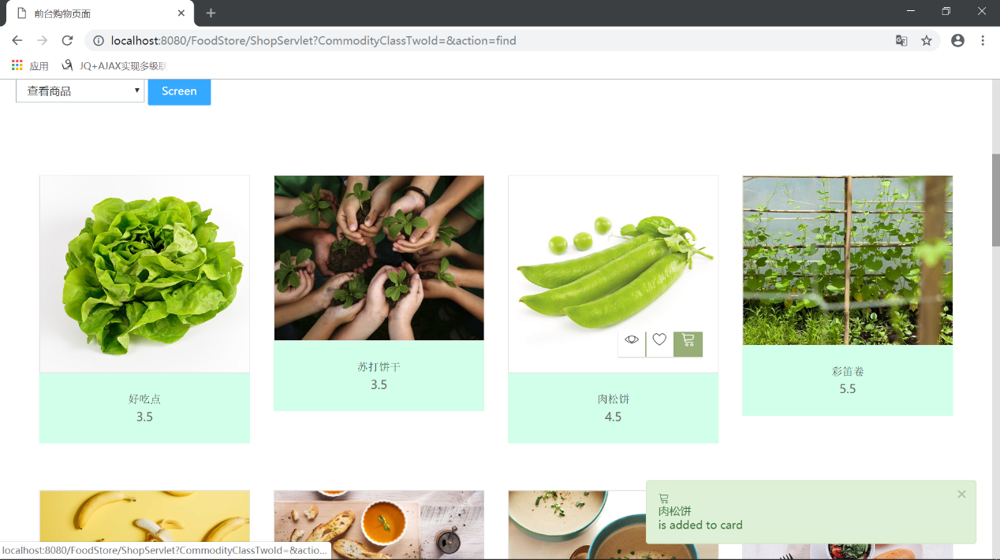 前台购物页面
localhost:8080/FoodStore/ShopServlet?CommodityClassTwoId=&action=find
应用
JQ+AJAX实现多级联
查看商品
Screen
好吃点
3.5
苏打饼干
3.5
肉松饼
4.5
彩笛卷
5.5
肉松饼
is added to card
localhost:8080/FoodStore/ShopServlet?CommodityClassTwoId=&actio...